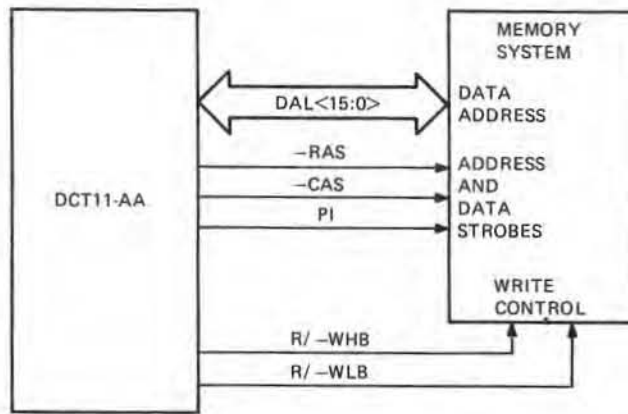 MEMORY
SYSTEM
DAL<15:0>
DATA
ADDRESS
–RAS
ADDRESS
AND
DATA
STROBES
–CAS
PI
DCT11-AA
WRITE
CONTROL
R/ –WHB
R/ –WLB